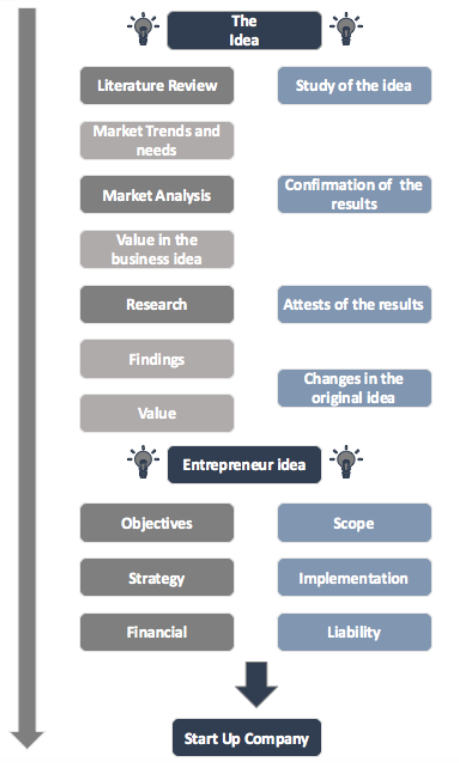 The
Idea
Literature Review
Study of the idea
Market Trends and
needs
Market Analysis
Confirmation of the
results
Value in the
business idea
Research
Attests of the results
Findings
Changes in the
original idea
Value
Entrepreneur idea
Objectives
Scope
Strategy
Implementation
Financial
Liability
Start Up Company